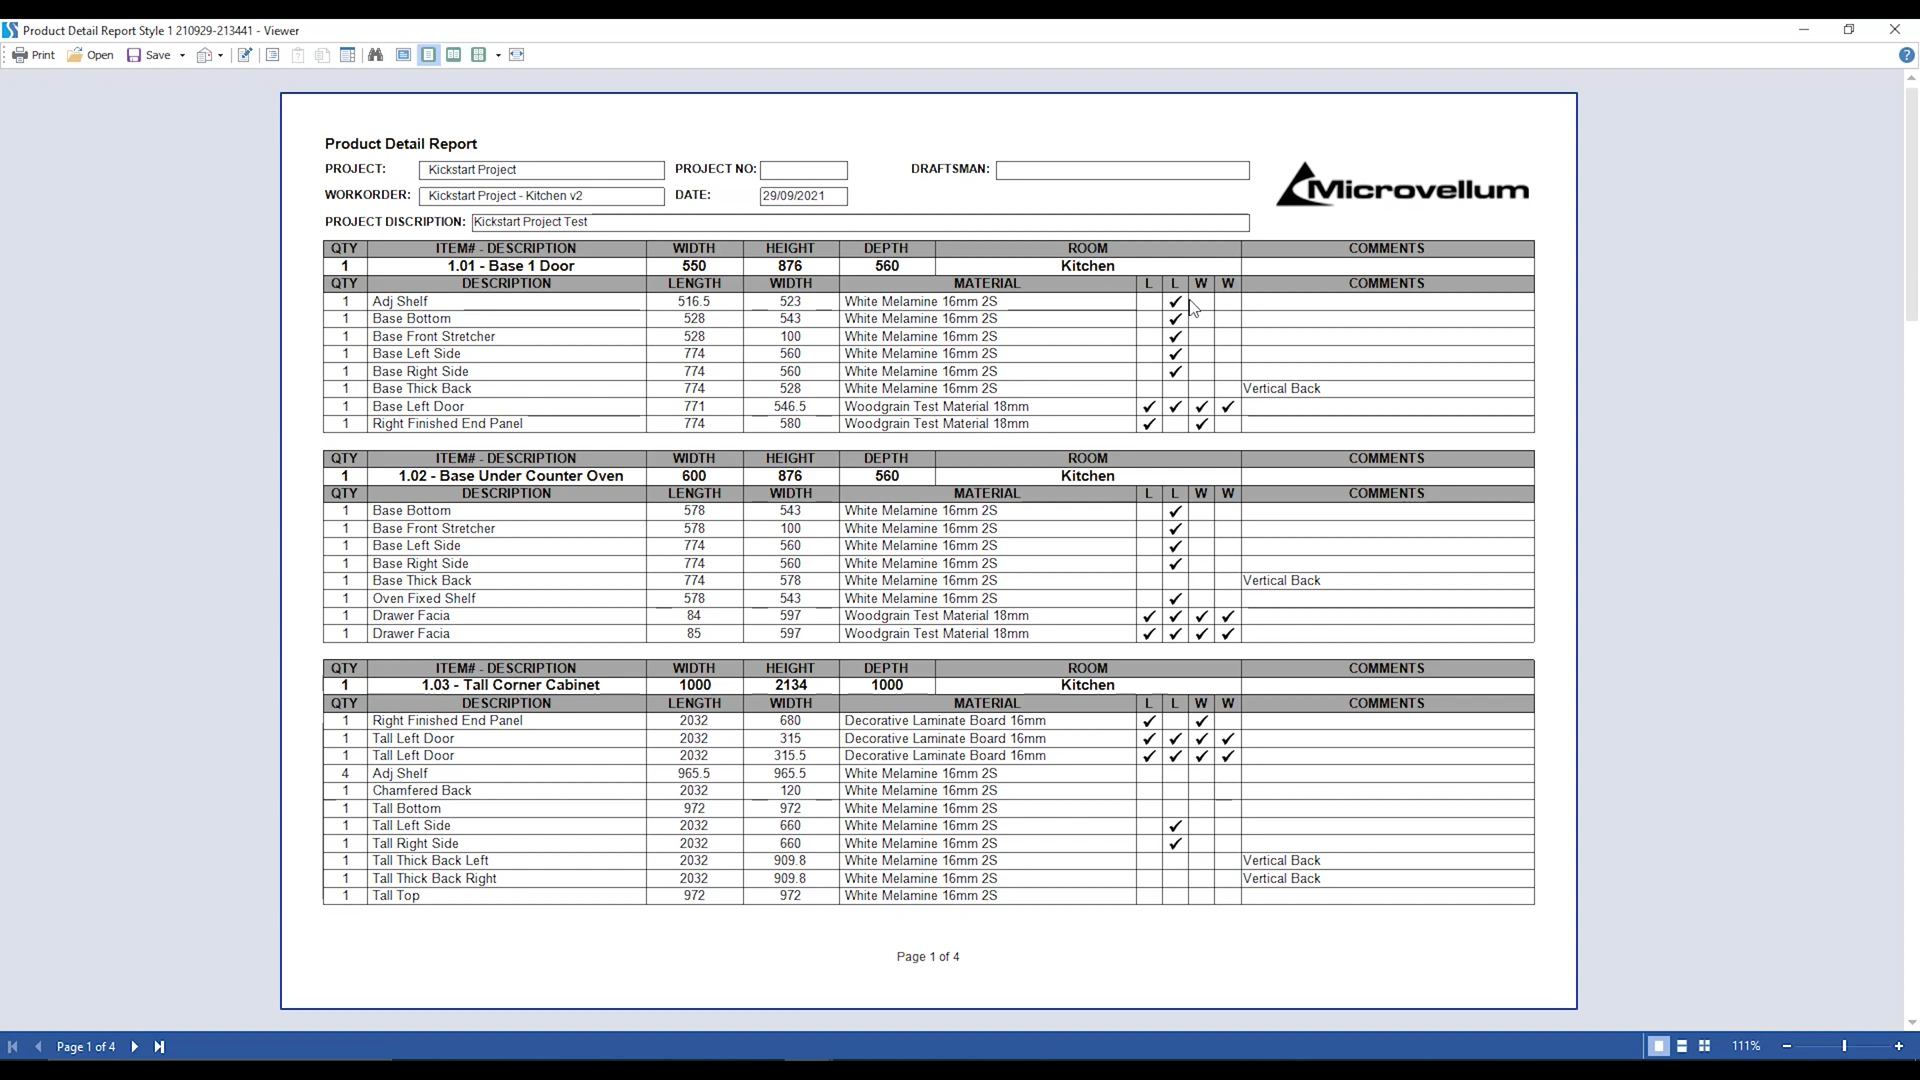 Product Detail Report Style 1 210929-213441 - Viewer
Print Open Save
Product Detail Report
PROJECT: Kickstart Project PROJECT NO: DRAFTSMAN:
Microvellum
WORKORDER: Kickstart Project - Kitchen v2 DATE: 29/09/2021
PROJECT DISCRIPTION: Kickstart Project Test
QTY ITEM# - DESCRIPTION WIDTH HEIGHT DEPTH ROOM COMMENTS
1 1.01 - Base 1 Door 550 876 560 Kitchen
QTY DESCRIPTION LENGTH WIDTH MATERIAL L L W W COMMENTS
1 Adj Shelf 516.5 523 White Melamine 16mm 2S ✓
1 Base Bottom 528 543 White Melamine 16mm 2S ✓
1 Base Front Stretcher 528 100 White Melamine 16mm 2S ✓
1 Base Left Side 774 560 White Melamine 16mm 2S ✓
1 Base Right Side 774 560 White Melamine 16mm 2S ✓
1 Base Thick Back 774 528 White Melamine 16mm 2S Vertical Back
1 Base Left Door 771 546.5 Woodgrain Test Material 18mm ✓ ✓ ✓ ✓
1 Right Finished End Panel 774 580 Woodgrain Test Material 18mm ✓ ✓
QTY ITEM# - DESCRIPTION WIDTH HEIGHT DEPTH ROOM COMMENTS
1 1.02 - Base Under Counter Oven 600 876 560 Kitchen
QTY DESCRIPTION LENGTH WIDTH MATERIAL L L W W COMMENTS
1 Base Bottom 578 543 White Melamine 16mm 2S ✓
1 Base Front Stretcher 578 100 White Melamine 16mm 2S ✓
1 Base Left Side 774 560 White Melamine 16mm 2S ✓
1 Base Right Side 774 560 White Melamine 16mm 2S ✓
1 Base Thick Back 774 578 White Melamine 16mm 2S Vertical Back
1 Oven Fixed Shelf 578 543 White Melamine 16mm 2S ✓
1 Drawer Facia 84 597 Woodgrain Test Material 18mm ✓ ✓ ✓ ✓
1 Drawer Facia 85 597 Woodgrain Test Material 18mm ✓ ✓ ✓ ✓
QTY ITEM# - DESCRIPTION WIDTH HEIGHT DEPTH ROOM COMMENTS
1 1.03 - Tall Corner Cabinet 1000 2134 1000 Kitchen
QTY DESCRIPTION LENGTH WIDTH MATERIAL L L W W COMMENTS
1 Right Finished End Panel 2032 680 Decorative Laminate Board 16mm ✓ ✓
1 Tall Left Door 2032 315 Decorative Laminate Board 16mm ✓ ✓ ✓ ✓
1 Tall Left Door 2032 315.5 Decorative Laminate Board 16mm ✓ ✓ ✓ ✓
4 Adj Shelf 965.5 965.5 White Melamine 16mm 2S
1 Chamfered Back 2032 120 White Melamine 16mm 2S
1 Tall Bottom 972 972 White Melamine 16mm 2S
1 Tall Left Side 2032 660 White Melamine 16mm 2S ✓
1 Tall Right Side 2032 660 White Melamine 16mm 2S ✓
1 Tall Thick Back Left 2032 909.8 White Melamine 16mm 2S Vertical Back
1 Tall Thick Back Right 2032 909.8 White Melamine 16mm 2S Vertical Back
1 Tall Top 972 972 White Melamine 16mm 2S
Page 1 of 4
Page 1 of 4 111%